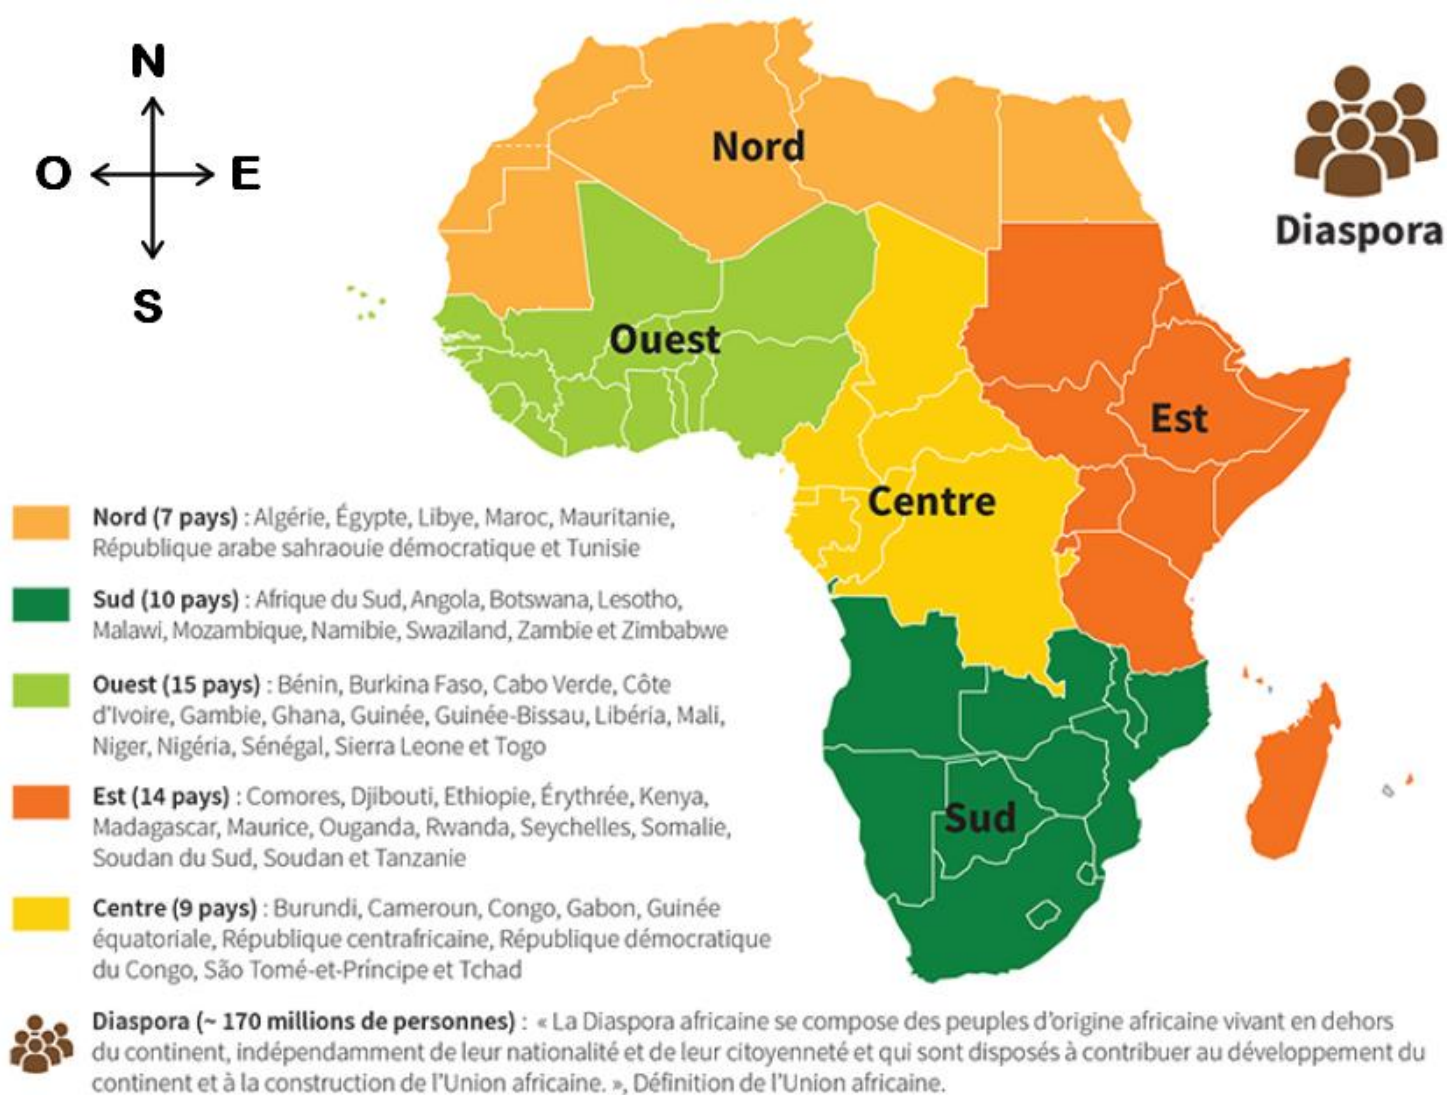 N
O
E
S
Diaspora
Nord
Ouest
Est
Centre
Sud
Nord (7 pays) : Algérie, Égypte, Libye, Maroc, Mauritanie,
République arabe sahraouie démocratique et Tunisie
Sud (10 pays) : Afrique du Sud, Angola, Botswana, Lesotho,
Malawi, Mozambique, Namibie, Swaziland, Zambie et Zimbabwe
Ouest (15 pays) : Bénin, Burkina Faso, Cabo Verde, Côte
d'Ivoire, Gambie, Ghana, Guinée, Guinée-Bissau, Libéria, Mali,
Niger, Nigéria, Sénégal, Sierra Leone et Togo
Est (14 pays) : Comores, Djibouti, Ethiopie, Érythrée, Kenya,
Madagascar, Maurice, Ouganda, Rwanda, Seychelles, Somalie,
Soudan du Sud, Soudan et Tanzanie
Centre (9 pays) : Burundi, Cameroun, Congo, Gabon, Guinée
équatoriale, République centrafricaine, République démocratique
du Congo, São Tomé-et-Príncipe et Tchad
Diaspora (~ 170 millions de personnes) : « La Diaspora africaine se compose des peuples d'origine africaine vivant en dehors
du continent, indépendamment de leur nationalité et de leur citoyenneté et qui sont disposés à contribuer au développement du
continent et à la construction de l'Union africaine. », Définition de l'Union africaine.